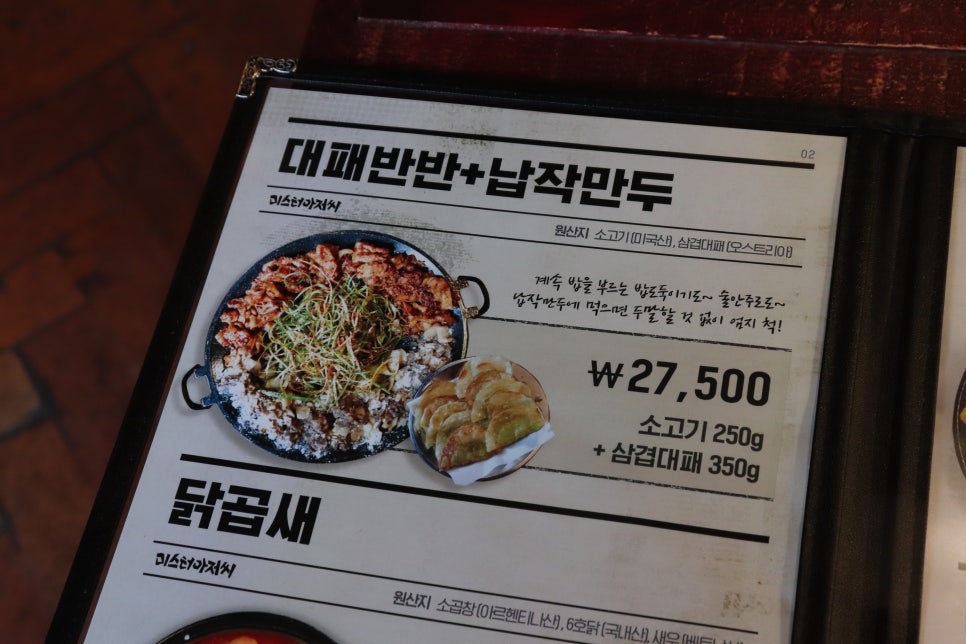 02
대패반반+납작만두
미스터아저씨
원산지 소고기(미국산), 삼겹대패(오스트리아)
계속 밥을 부르는 밥도둑이기도~ 술안주로도~
납작만두에 먹으면 두말할 것 없이 엄지 척!
₩27,500
소고기 250g
+ 삼겹대패 350g
닭곱새
미스터아저씨
원산지 소곱창(아르헨티나산), 6호닭(국내산), 새우(베트남산)